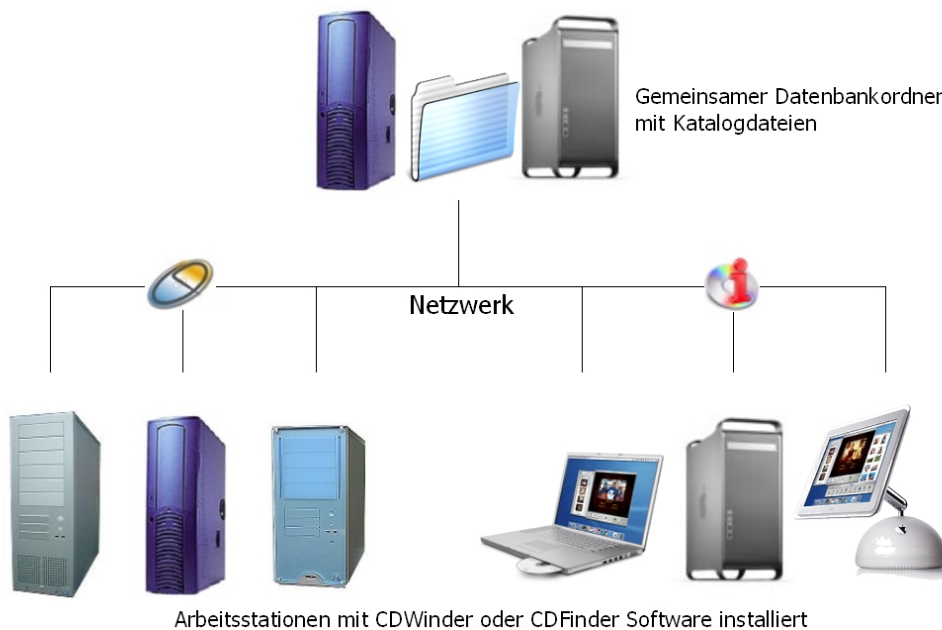 Gemeinsamer Datenbankordner
mit Katalogdateien
Netzwerk
Arbeitsstationen mit CDWinder oder CDFinder Software installiert